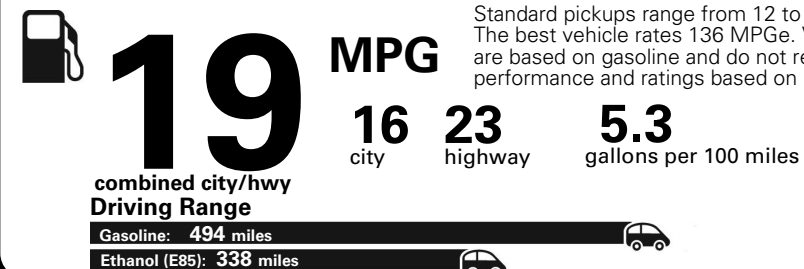 Standard pickups range from 12 to
The best vehicle rates 136 MPGe. V
are based on gasoline and do not re
performance and ratings based on
19 MPG
16 23 5.3
city highway gallons per 100 miles
combined city/hwy
Driving Range
Gasoline: 494 miles
Ethanol (E85): 338 miles